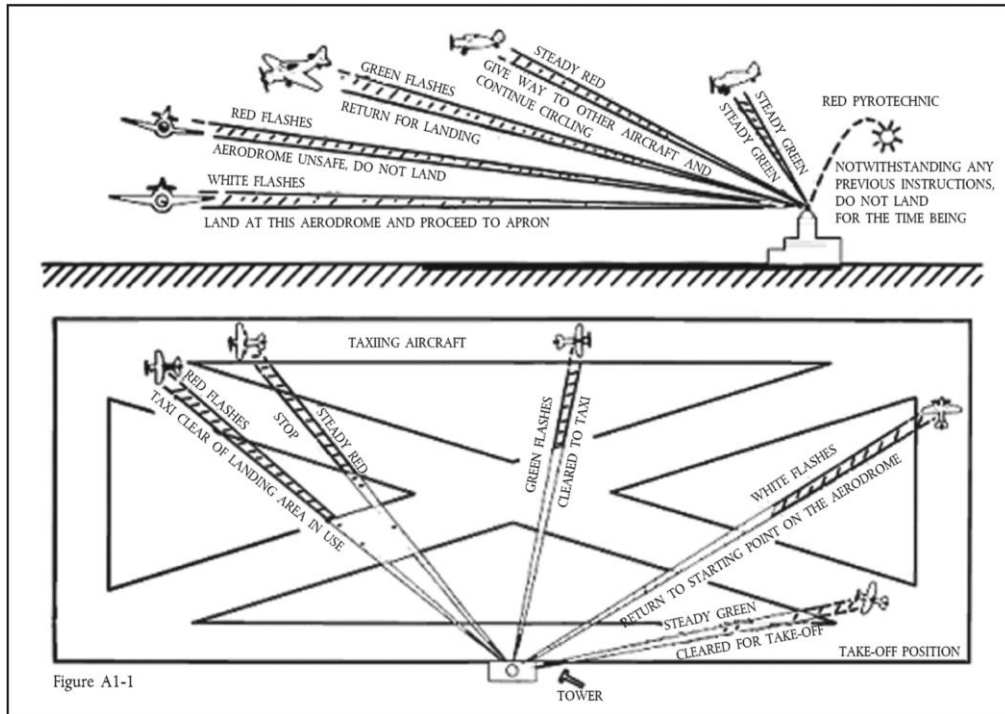 STEADY RED
GIVE WAY TO OTHER AIRCRAFT AND
CONTINUE CIRCLING
GREEN FLASHES
RETURN FOR LANDING
RED FLASHES
AERODROME UNSAFE, DO NOT LAND
WHITE FLASHES
LAND AT THIS AERODROME AND PROCEED TO APRON
STEADY GREEN
STEADY GREEN
RED PYROTECHNIC
NOTWITHSTANDING ANY
PREVIOUS INSTRUCTIONS,
DO NOT LAND
FOR THE TIME BEING
TAXIING AIRCRAFT
RED FLASHES
TAXI CLEAR OF LANDING AREA IN USE
STEADY RED
STOP
GREEN FLASHES
CLEARED TO TAXI
WHITE FLASHES
RETURN TO STARTING POINT ON THE AERODROME
STEADY GREEN
CLEARED FOR TAKE-OFF
TAKE-OFF POSITION
Figure A1-1
TOWER